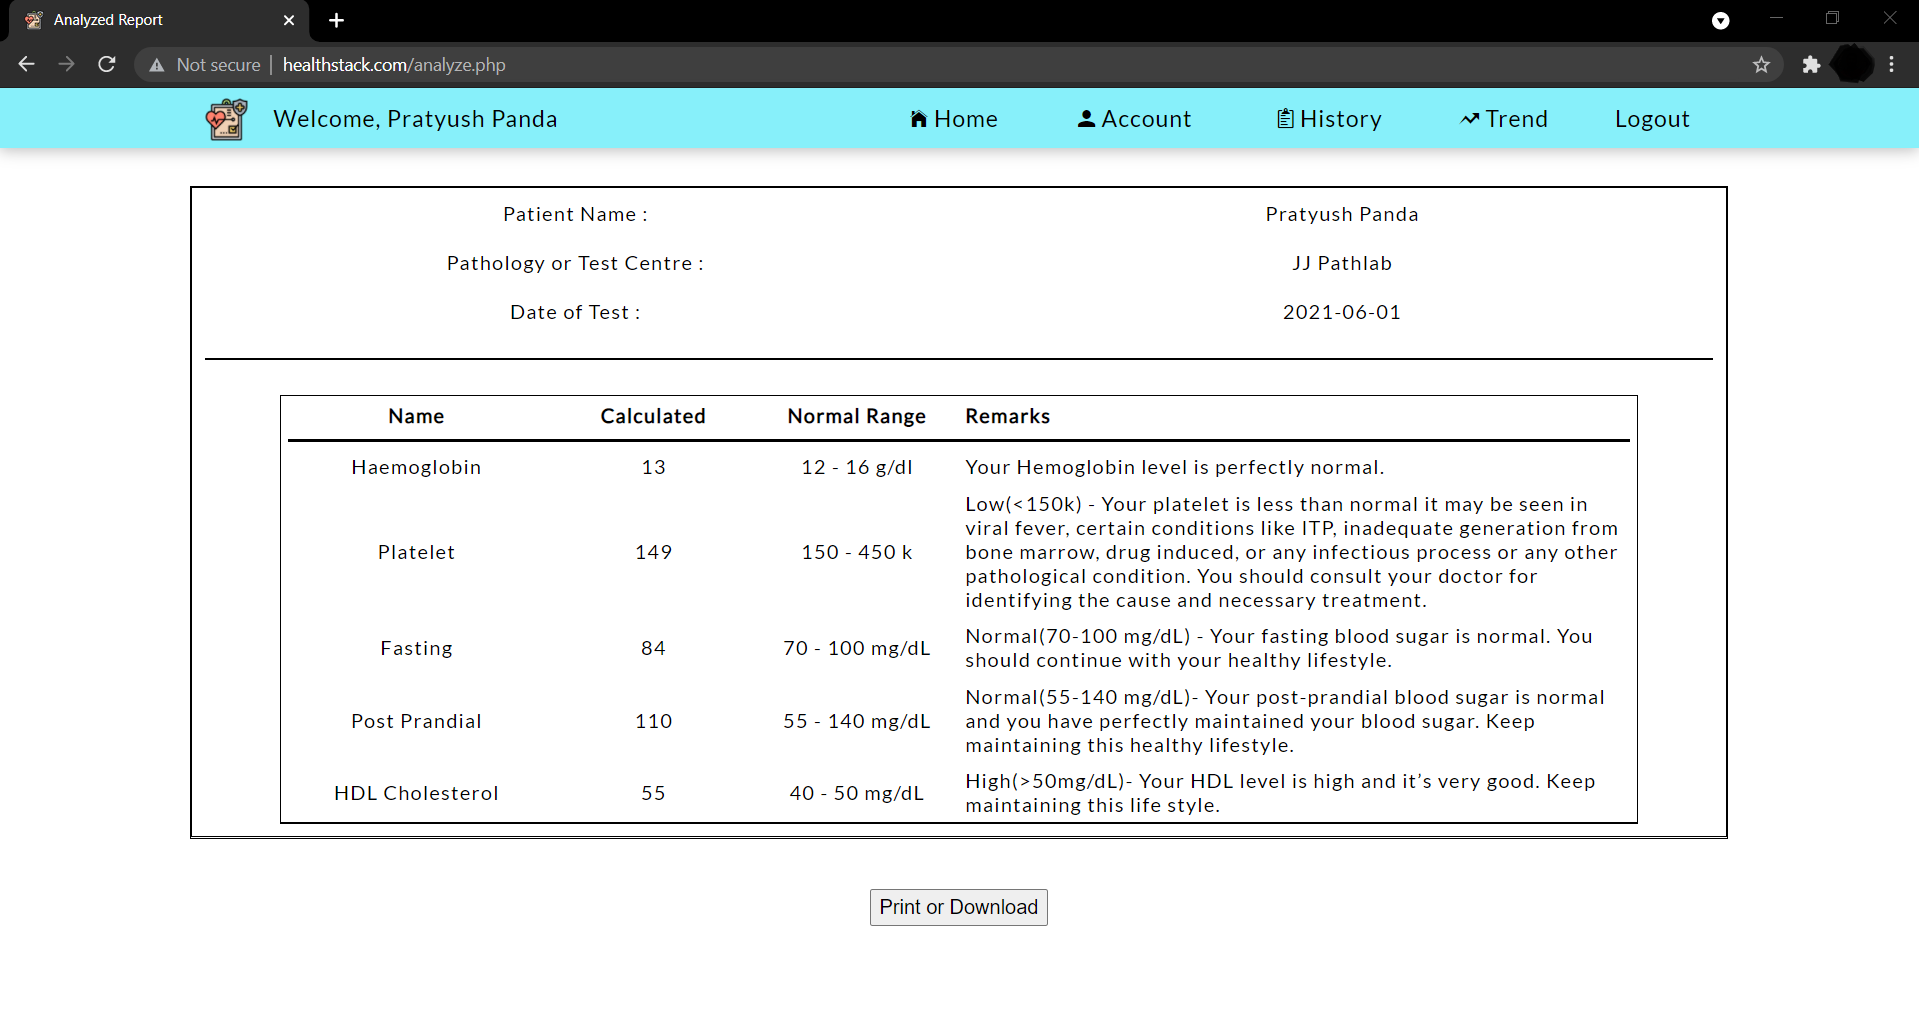 Analyzed Report
Not secure | healthstack.com/analyze.php
Welcome, Pratyush Panda Home Account History Trend Logout
Patient Name : Pratyush Panda
Pathology or Test Centre : JJ Pathlab
Date of Test : 2021-06-01
Name Calculated Normal Range Remarks
Haemoglobin 13 12 - 16 g/dl Your Hemoglobin level is perfectly normal.
Low(<150k) - Your platelet is less than normal it may be seen in
viral fever, certain conditions like ITP, inadequate generation from
Platelet 149 150 - 450 k bone marrow, drug induced, or any infectious process or any other
pathological condition. You should consult your doctor for
identifying the cause and necessary treatment.
Fasting 84 70 - 100 mg/dL Normal(70-100 mg/dL) - Your fasting blood sugar is normal. You
should continue with your healthy lifestyle.
Normal(55-140 mg/dL)- Your post-prandial blood sugar is normal
Post Prandial 110 55 - 140 mg/dL and you have perfectly maintained your blood sugar. Keep
maintaining this healthy lifestyle.
HDL Cholesterol 55 40 - 50 mg/dL High(>50mg/dL)- Your HDL level is high and it’s very good. Keep
maintaining this life style.
Print or Download